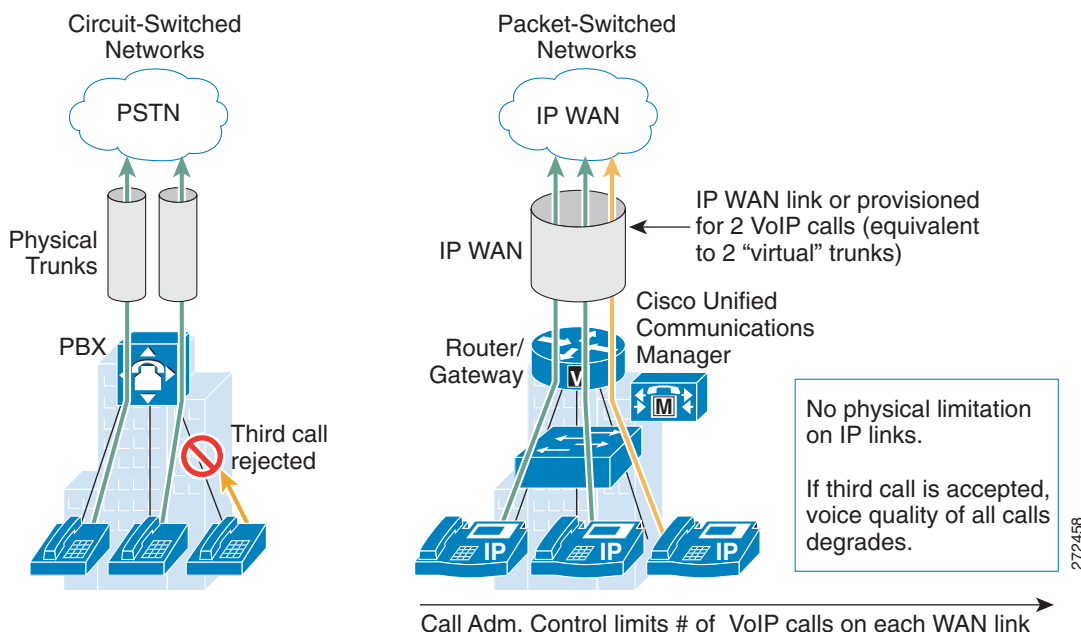 Circuit-Switched
Networks
PSTN
Physical
Trunks
PBX
Third call
rejected
Packet-Switched
Networks
IP WAN
IP WAN link or provisioned
for 2 VoIP calls (equivalent
to 2 “virtual” trunks)
IP WAN
Cisco Unified
Communications
Manager
Router/
Gateway
V
M
IP
IP
IP
No physical limitation
on IP links.
If third call is accepted,
voice quality of all calls
degrades.
272458
Call Adm. Control limits # of VoIP calls on each WAN link